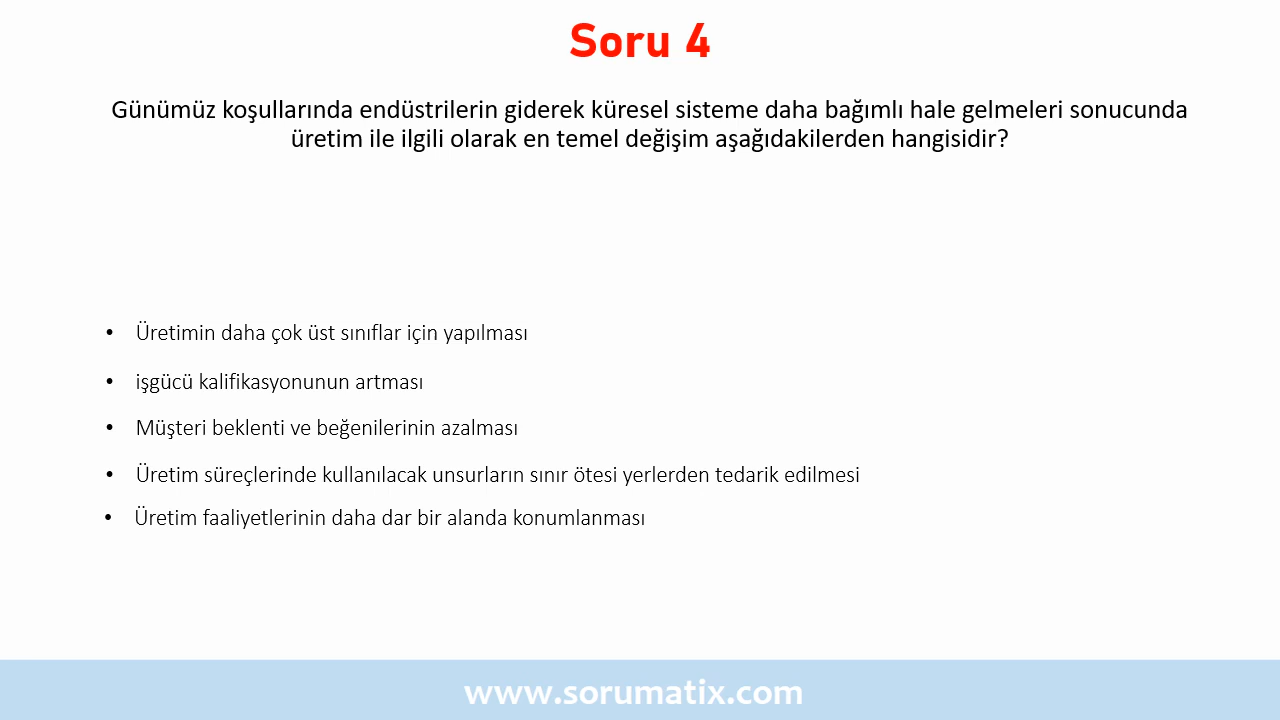 Soru 4
Günümüz koşullarında endüstrilerin giderek küresel sisteme daha bağımlı hale gelmeleri sonucunda
üretim ile ilgili olarak en temel değişim aşağıdakilerden hangisidir?
• Üretimin daha çok üst sınıflar için yapılması
• işgücü kalifikasyonunun artması
• Müşteri beklenti ve beğenilerinin azalması
• Üretim süreçlerinde kullanılacak unsurların sınır ötesi yerlerden tedarik edilmesi
• Üretim faaliyetlerinin daha dar bir alanda konumlanması
www.sorumatix.com